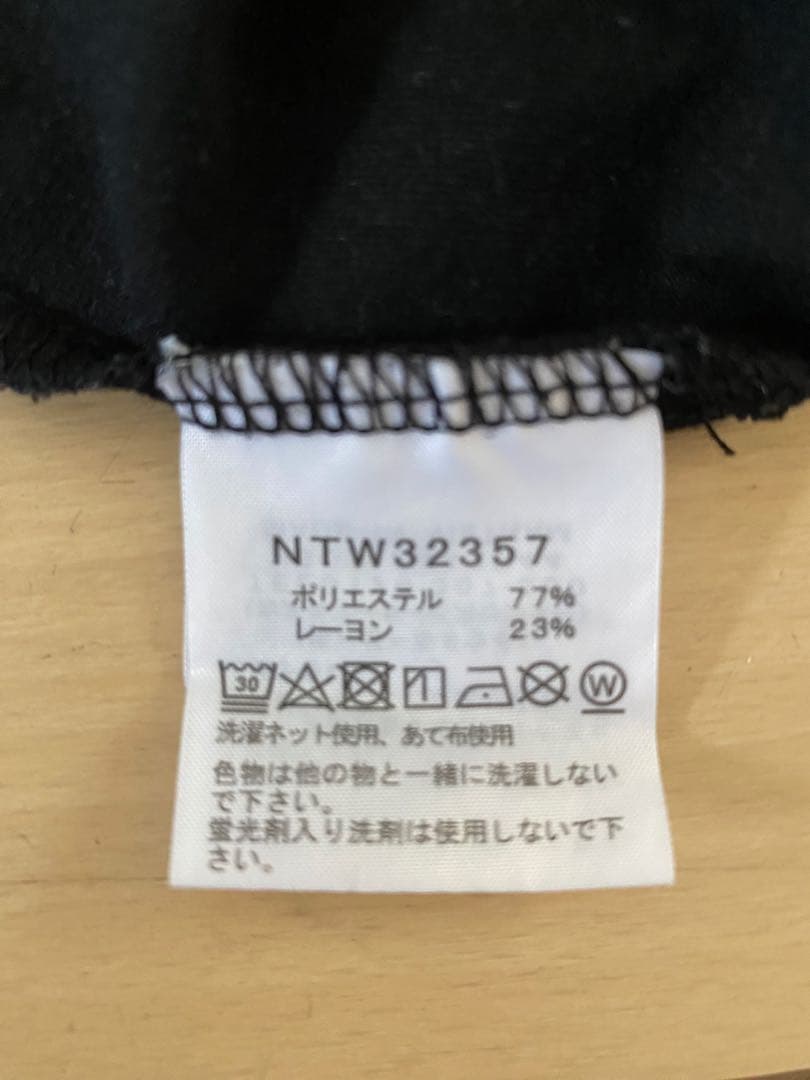 NTW32357
ポリエステル 77%
レーヨン 23%
30 W
洗濯ネット使用、あて布使用
色物は他の物と一緒に洗濯しない
で下さい。
蛍光剤入り洗剤は使用しないで下
さい。